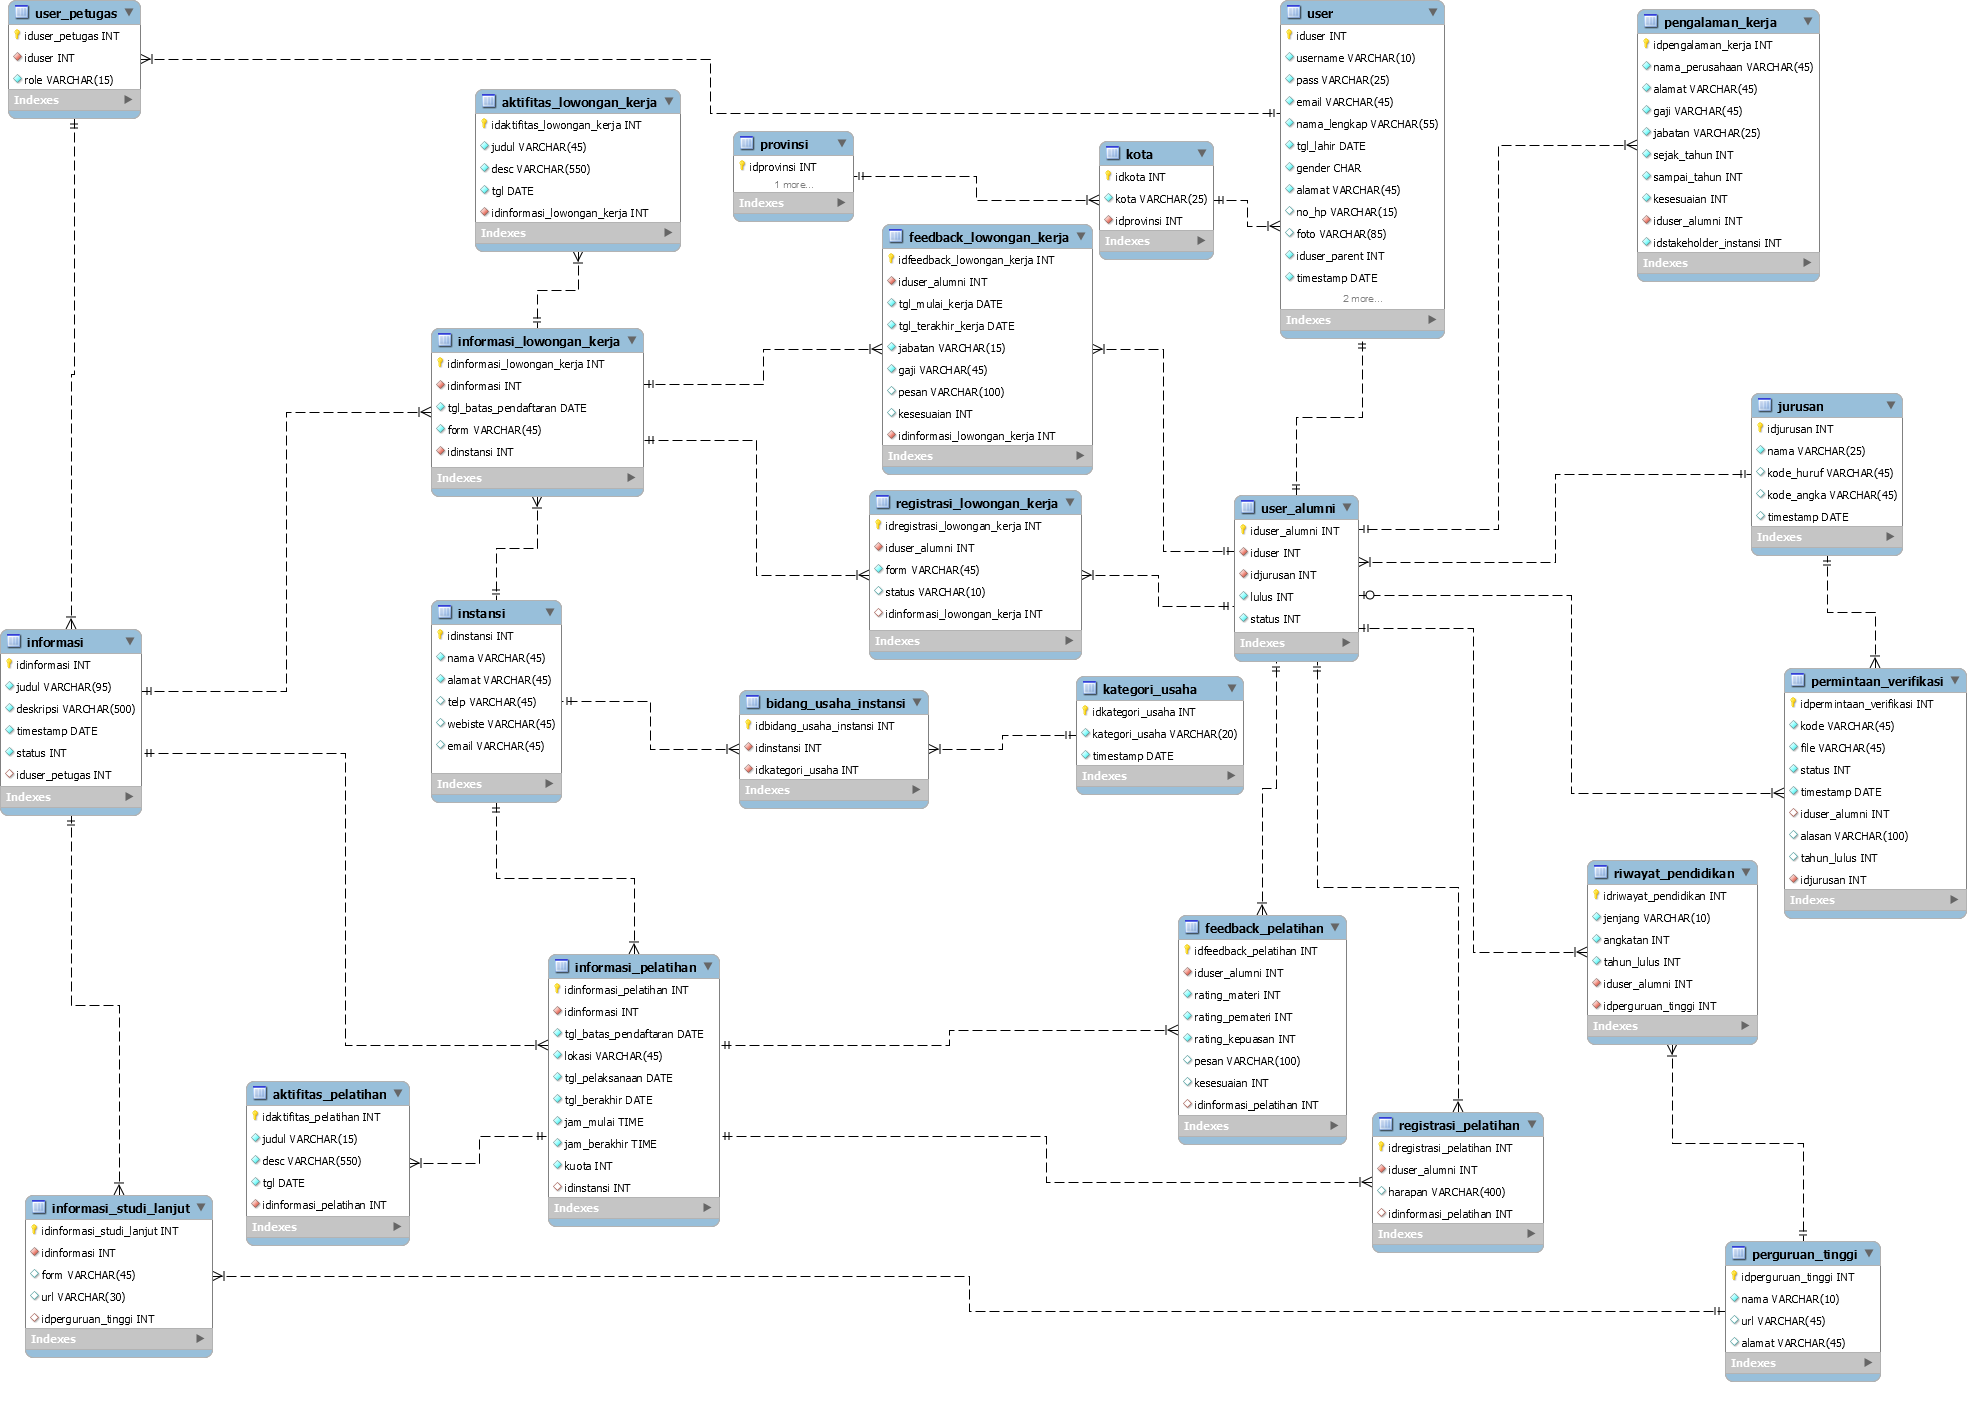 user_petugas
iduser_petugas INT
iduser INT
role VARCHAR(15)
Indexes
aktifitas_lowongan_kerja
idaktifitas_lowongan_kerja INT
judul VARCHAR(45)
desc VARCHAR(550)
tgl DATE
idinformasi_lowongan_kerja INT
Indexes
provinsi
idprovinsi INT
1 more...
Indexes
kota
idkota INT
kota VARCHAR(25)
idprovinsi INT
Indexes
user
iduser INT
username VARCHAR(10)
pass VARCHAR(25)
email VARCHAR(45)
nama_lengkap VARCHAR(55)
tgl_lahir DATE
gender CHAR
alamat VARCHAR(45)
no_hp VARCHAR(15)
foto VARCHAR(85)
iduser_parent INT
timestamp DATE
2 more...
Indexes
pengalaman_kerja
idpengalaman_kerja INT
nama_perusahaan VARCHAR(45)
alamat VARCHAR(45)
gaji VARCHAR(45)
jabatan VARCHAR(25)
sejak_tahun INT
sampai_tahun INT
kesesuaian INT
iduser_alumni INT
idstakeholder_instansi INT
Indexes
feedback_lowongan_kerja
idfeedback_lowongan_kerja INT
iduser_alumni INT
tgl_mulai_kerja DATE
tgl_terakhir_kerja DATE
jabatan VARCHAR(15)
gaji VARCHAR(45)
pesan VARCHAR(100)
kesesuaian INT
idinformasi_lowongan_kerja INT
Indexes
informasi_lowongan_kerja
idinformasi_lowongan_kerja INT
idinformasi INT
tgl_batas_pendaftaran DATE
form VARCHAR(45)
idinstansi INT
Indexes
jurusan
idjurusan INT
nama VARCHAR(25)
kode_huruf VARCHAR(45)
kode_angka VARCHAR(45)
timestamp DATE
Indexes
registrasi_lowongan_kerja
idregistrasi_lowongan_kerja INT
iduser_alumni INT
form VARCHAR(45)
status VARCHAR(10)
idinformasi_lowongan_kerja INT
Indexes
user_alumni
iduser_alumni INT
iduser INT
idjurusan INT
lulus INT
status INT
Indexes
instansi
idinstansi INT
nama VARCHAR(45)
alamat VARCHAR(45)
telp VARCHAR(45)
webiste VARCHAR(45)
email VARCHAR(45)
Indexes
informasi
idinformasi INT
judul VARCHAR(95)
deskripsi VARCHAR(500)
timestamp DATE
status INT
iduser_petugas INT
Indexes
bidang_usaha_instansi
idbidang_usaha_instansi INT
idinstansi INT
idkategori_usaha INT
Indexes
kategori_usaha
idkategori_usaha INT
kategori_usaha VARCHAR(20)
timestamp DATE
Indexes
permintaan_verifikasi
idpermintaan_verifikasi INT
kode VARCHAR(45)
file VARCHAR(45)
status INT
timestamp DATE
iduser_alumni INT
alasan VARCHAR(100)
tahun_lulus INT
idjurusan INT
Indexes
riwayat_pendidikan
idriwayat_pendidikan INT
jenjang VARCHAR(10)
angkatan INT
tahun_lulus INT
iduser_alumni INT
idperguruan_tinggi INT
Indexes
feedback_pelatihan
idfeedback_pelatihan INT
iduser_alumni INT
rating_materi INT
rating_pemateri INT
rating_kepuasan INT
pesan VARCHAR(100)
kesesuaian INT
idinformasi_pelatihan INT
Indexes
informasi_pelatihan
idinformasi_pelatihan INT
idinformasi INT
tgl_batas_pendaftaran DATE
lokasi VARCHAR(45)
tgl_pelaksanaan DATE
tgl_berakhir DATE
jam_mulai TIME
jam_berakhir TIME
kuota INT
idinstansi INT
Indexes
aktifitas_pelatihan
idaktifitas_pelatihan INT
judul VARCHAR(15)
desc VARCHAR(550)
tgl DATE
idinformasi_pelatihan INT
Indexes
registrasi_pelatihan
idregistrasi_pelatihan INT
iduser_alumni INT
harapan VARCHAR(400)
idinformasi_pelatihan INT
Indexes
informasi_studi_lanjut
idinformasi_studi_lanjut INT
idinformasi INT
form VARCHAR(45)
url VARCHAR(30)
idperguruan_tinggi INT
Indexes
perguruan_tinggi
idperguruan_tinggi INT
nama VARCHAR(10)
url VARCHAR(45)
alamat VARCHAR(45)
Indexes